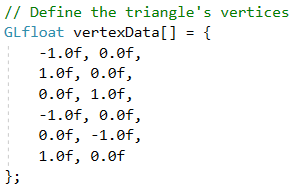 // Define the triangle's vertices
GLfloat vertexData[] = {
-1.0f, 0.0f,
1.0f, 0.0f,
0.0f, 1.0f,
-1.0f, 0.0f,
0.0f, -1.0f,
1.0f, 0.0f
};